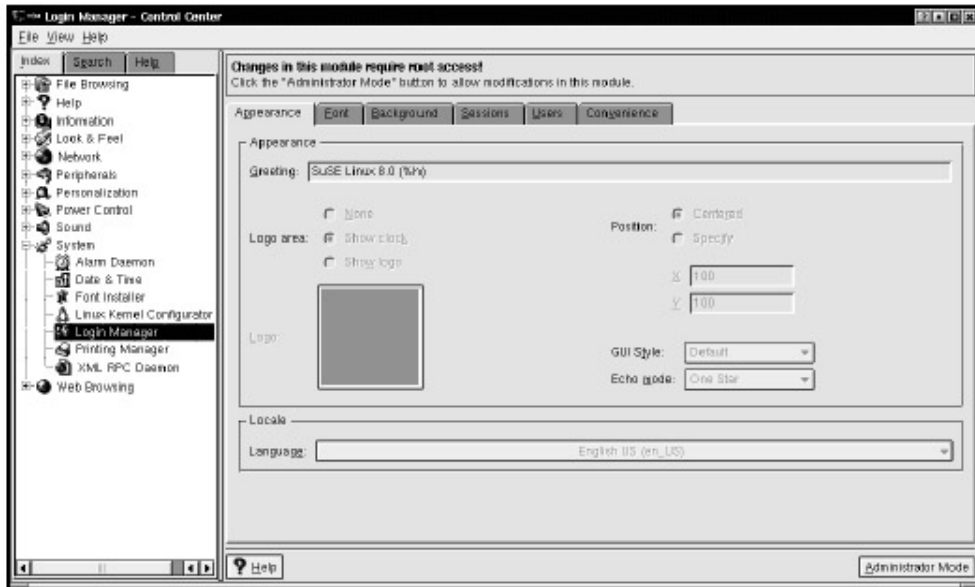 Login Manager - Control Center
File View Help
Index Search Help
File Browsing
Help
Information
Look & Feel
Network
Peripherals
Personalization
Power Control
Sound
System
Alarm Daemon
Date & Time
Font Installer
Linux Kernel Configurator
Login Manager
Printing Manager
XML RPC Daemon
Web Browsing
Changes in this module require root access!
Click the "Administrator Mode" button to allow modifications in this module.
Appearance Font Background Sessions Users Convenience
Appearance
Greeting: SuSE Linux 8.0 (%n)
Logo area:
None
Show clock
Show logo
Logo:
Position:
Centered
Specify
X 100
Y 100
GUI Style: Default
Echo mode: One Star
Locale
Language: English US (en_US)
Help
Administrator Mode